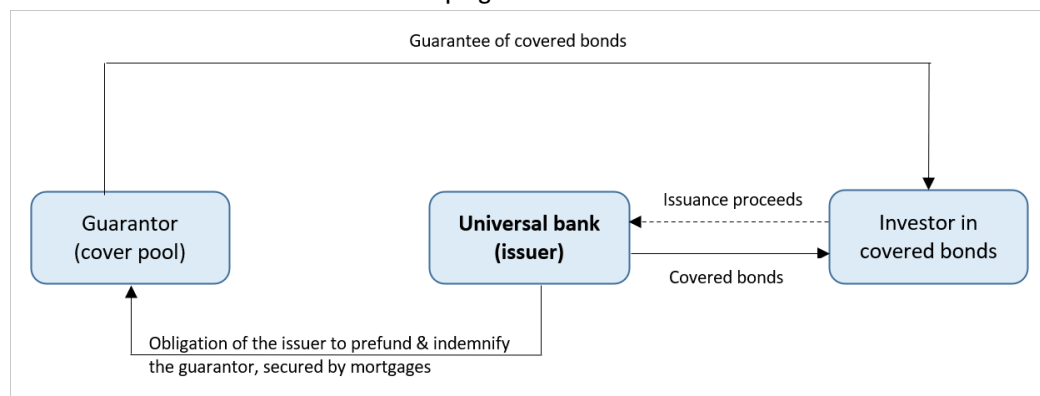 Guarantee of covered bonds
Guarantor
(cover pool)
Universal bank
(issuer)
Issuance proceeds
Covered bonds
Investor in
covered bonds
Obligation of the issuer to prefund & indemnify
the guarantor, secured by mortgages